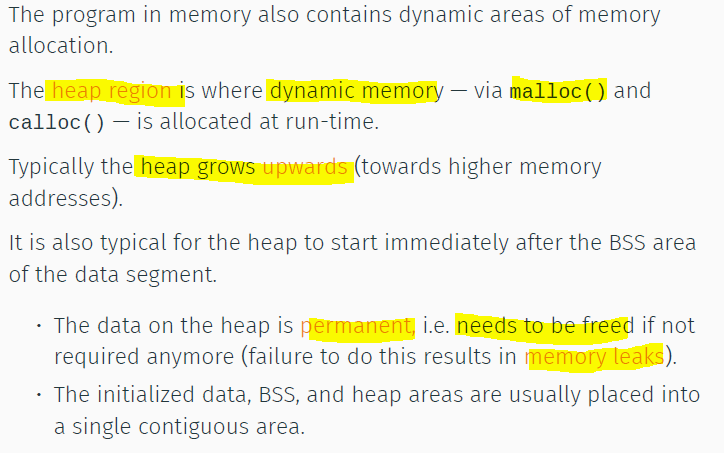 The program in memory also contains dynamic areas of memory
allocation.
The heap region is where dynamic memory – via malloc() and
calloc() – is allocated at run-time.
Typically the heap grows upwards (towards higher memory
addresses).
It is also typical for the heap to start immediately after the BSS area
of the data segment.
· The data on the heap is permanent, i.e. needs to be freed if not
required anymore (failure to do this results in memory leaks).
· The initialized data, BSS, and heap areas are usually placed into
a single contiguous area.